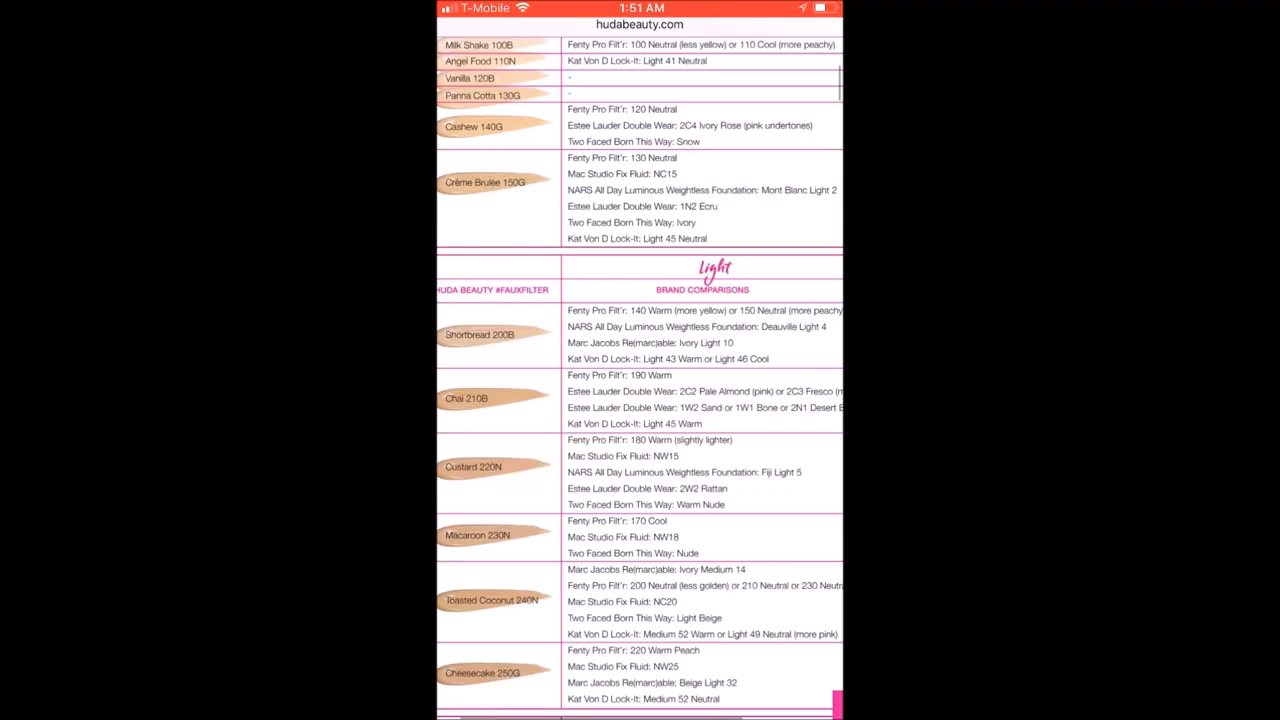 T-Mobile
1:51 AM
hudabeauty.com
Milk Shake 100B
Fenty Pro Filt'r: 100 Neutral (less yellow) or 110 Cool (more peachy)
Angel Food 110N
Kat Von D Lock-It: Light 41 Neutral
Vanilla 120B
-
Panna Cotta 130G
-
Cashew 140G
Fenty Pro Filt'r: 120 Neutral
Estee Lauder Double Wear: 2C4 Ivory Rose (pink undertones)
Two Faced Born This Way: Snow
Crème Brulée 150G
Fenty Pro Filt'r: 130 Neutral
Mac Studio Fix Fluid: NC15
NARS All Day Luminous Weightless Foundation: Mont Blanc Light 2
Estee Lauder Double Wear: 1N2 Ecru
Two Faced Born This Way: Ivory
Kat Von D Lock-It: Light 45 Neutral
Light
HUDA BEAUTY #FAUXFILTER
BRAND COMPARISONS
Shortbread 200B
Fenty Pro Filt'r: 140 Warm (more yellow) or 150 Neutral (more peachy
NARS All Day Luminous Weightless Foundation: Deauville Light 4
Marc Jacobs Re(marc)able: Ivory Light 10
Kat Von D Lock-It: Light 43 Warm or Light 46 Cool
Chai 210B
Fenty Pro Filt'r: 190 Warm
Estee Lauder Double Wear: 2C2 Pale Almond (pink) or 2C3 Fresco (m
Estee Lauder Double Wear: 1W2 Sand or 1W1 Bone or 2N1 Desert B
Kat Von D Lock-It: Light 45 Warm
Custard 220N
Fenty Pro Filt'r: 180 Warm (slightly lighter)
Mac Studio Fix Fluid: NW15
NARS All Day Luminous Weightless Foundation: Fiji Light 5
Estee Lauder Double Wear: 2W2 Rattan
Two Faced Born This Way: Warm Nude
Macaroon 230N
Fenty Pro Filt'r: 170 Cool
Mac Studio Fix Fluid: NW18
Two Faced Born This Way: Nude
Toasted Coconut 240N
Marc Jacobs Re(marc)able: Ivory Medium 14
Fenty Pro Filt'r: 200 Neutral (less golden) or 210 Neutral or 230 Neutra
Mac Studio Fix Fluid: NC20
Two Faced Born This Way: Light Beige
Kat Von D Lock-It: Medium 52 Warm or Light 49 Neutral (more pink)
Cheesecake 250G
Fenty Pro Filt'r: 220 Warm Peach
Mac Studio Fix Fluid: NW25
Marc Jacobs Re(marc)able: Beige Light 32
Kat Von D Lock-It: Medium 52 Neutral